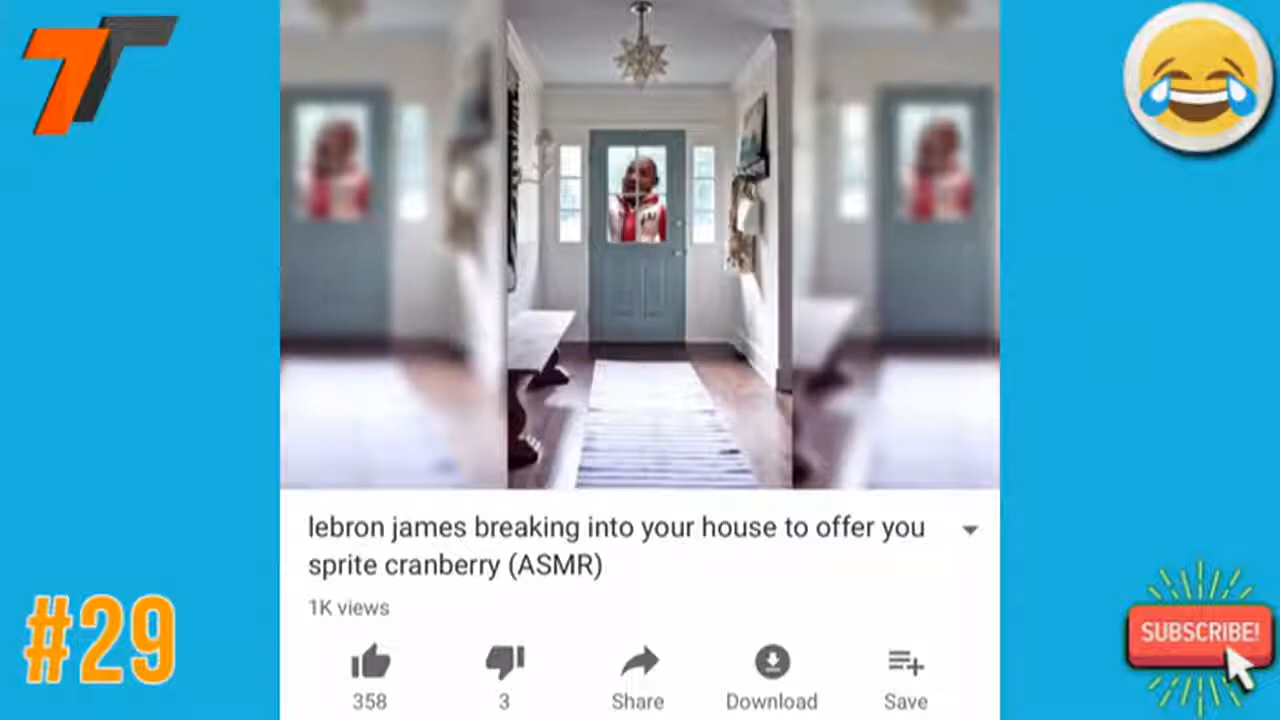 lebron james breaking into your house to offer you
sprite cranberry (ASMR)
1K views
358
3
Share
Download
Save
#29
SUBSCRIBE!